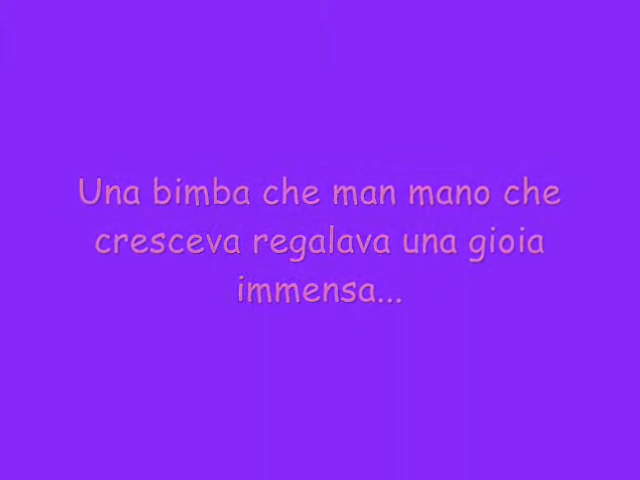 Una bimba che man mano che
cresceva regalava una gioia
immensa...